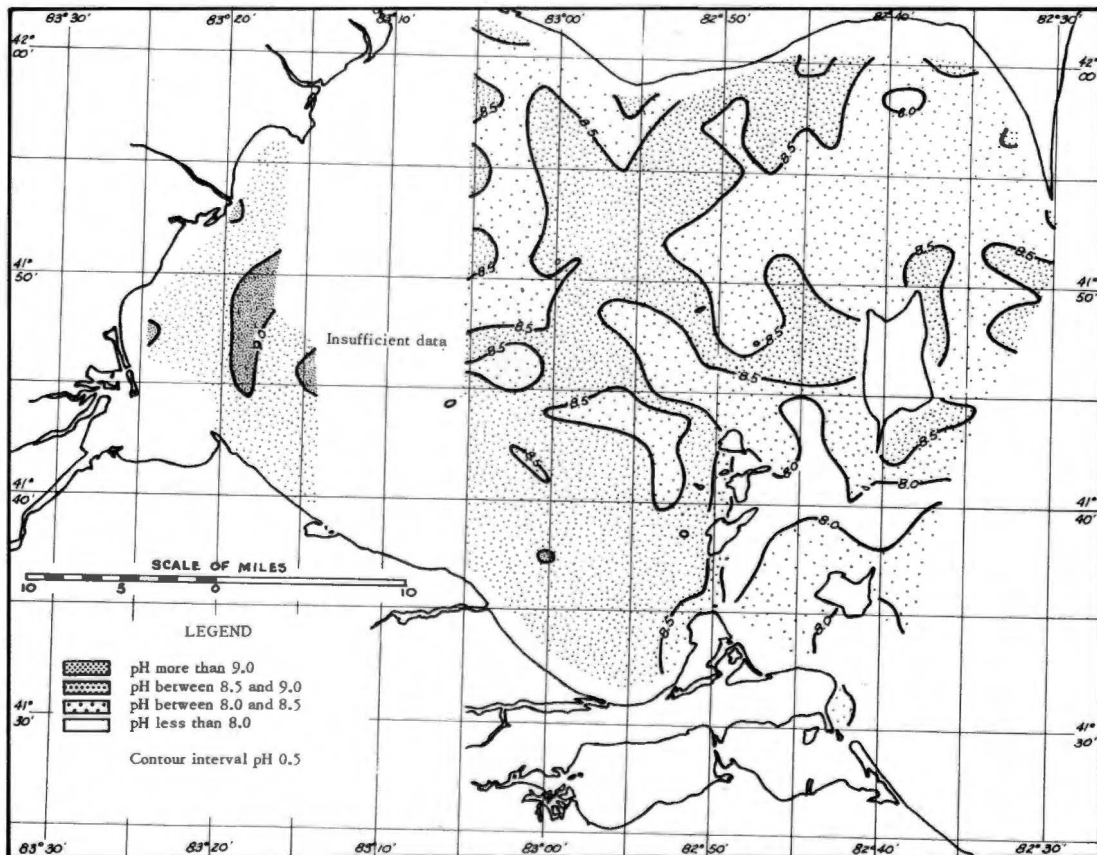 83° 30' 83° 20' 83° 10' 83° 00' 82° 50' 82° 40' 82° 30'
42° 00'
42° 00'
8.5
8.5
8.5
8.5
8.0
8.5
8.5
8.5
41° 50'
41° 50'
9.0
Insufficient data
8.5
8.5
8.5
8.5
8.5
8.5
8.5
8.0
8.0
41° 40'
41° 40'
8.0
SCALE OF MILES
10 5 0 10
8.5
8.0
LEGEND
pH more than 9.0
pH between 8.5 and 9.0
pH between 8.0 and 8.5
pH less than 8.0
Contour interval pH 0.5
41° 30'
41° 30'
83° 30' 83° 20' 83° 10' 83° 00' 82° 50' 82° 40' 82° 30'